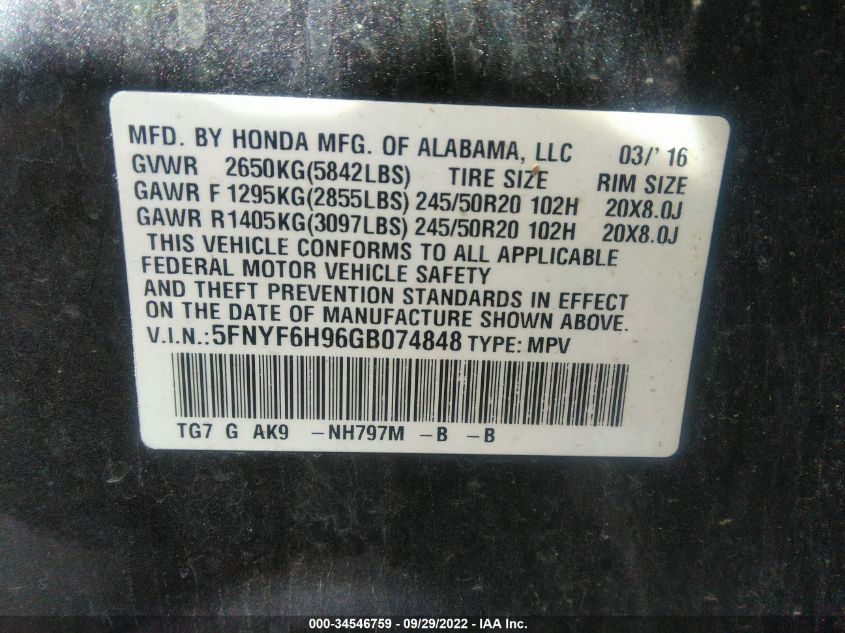 MFD. BY HONDA MFG. OF ALABAMA, LLC 03/' 16
GVWR 2650KG(5842LBS) TIRE SIZE RIM SIZE
GAWR F 1295KG(2855LBS) 245/50R20 102H 20X8.0J
GAWR R1405KG(3097LBS) 245/50R20 102H 20X8.0J
THIS VEHICLE CONFORMS TO ALL APPLICABLE
FEDERAL MOTOR VEHICLE SAFETY
AND THEFT PREVENTION STANDARDS IN EFFECT
ON THE DATE OF MANUFACTURE SHOWN ABOVE.
V.I.N.:5FNYF6H96GB074848 TYPE: MPV
TG7 G AK9 -NH797M -B -B
000-34546759 - 09/29/2022 - IAA Inc.